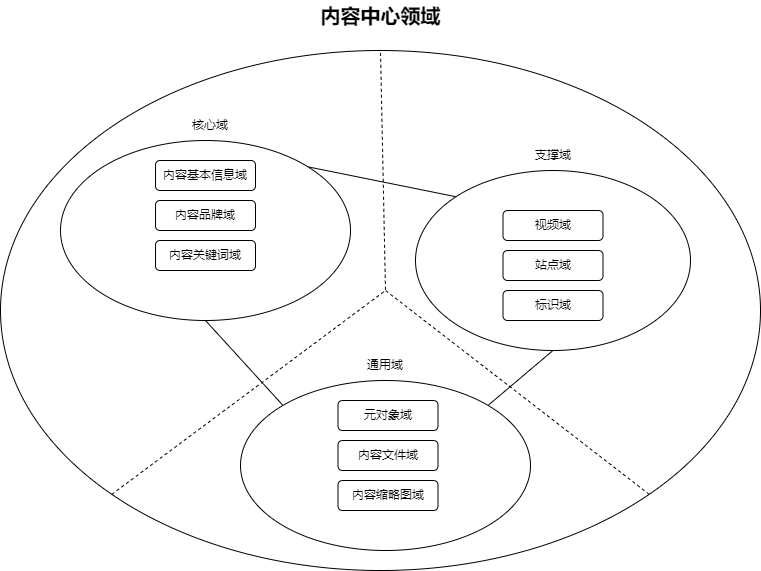 内容中心领域
核心域
内容基本信息域
内容品牌域
内容关键词域
支撑域
视频域
站点域
标识域
通用域
元对象域
内容文件域
内容缩略图域